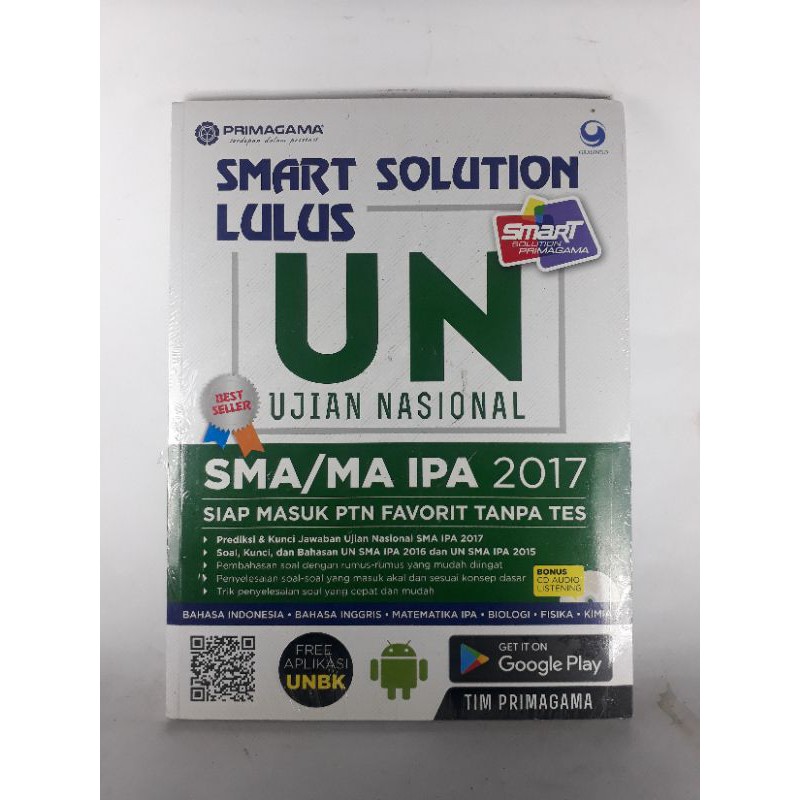 PRIMAGAMA
terdepan dalam prestasi
SMART SOLUTION
LULUS
SMART
SOLUTION
PRIMAGAMA
UN
UJIAN NASIONAL
BEST
SELLER
SMA/MA IPA 2017
SIAP MASUK PTN FAVORIT TANPA TES
Prediksi & Kunci Jawaban Ujian Nasional SMA IPA 2017
Soal, Kunci, dan Bahasan UN SMA IPA 2016 dan UN SMA IPA 2015
Pembahasan soal dengan rumus-rumus yang mudah diingat
Penyelesaian soal-soal yang masuk akal dan sesuai konsep dasar
Trik penyelesaian soal yang cepat dan mudah
BONUS
CD AUDIO
LISTENING
BAHASA INDONESIA • BAHASA INGGRIS • MATEMATIKA IPA • BIOLOGI • FISIKA • KIMIA
FREE
APLIKASI
UNBK
GET IT ON
Google Play
TIM PRIMAGAMA